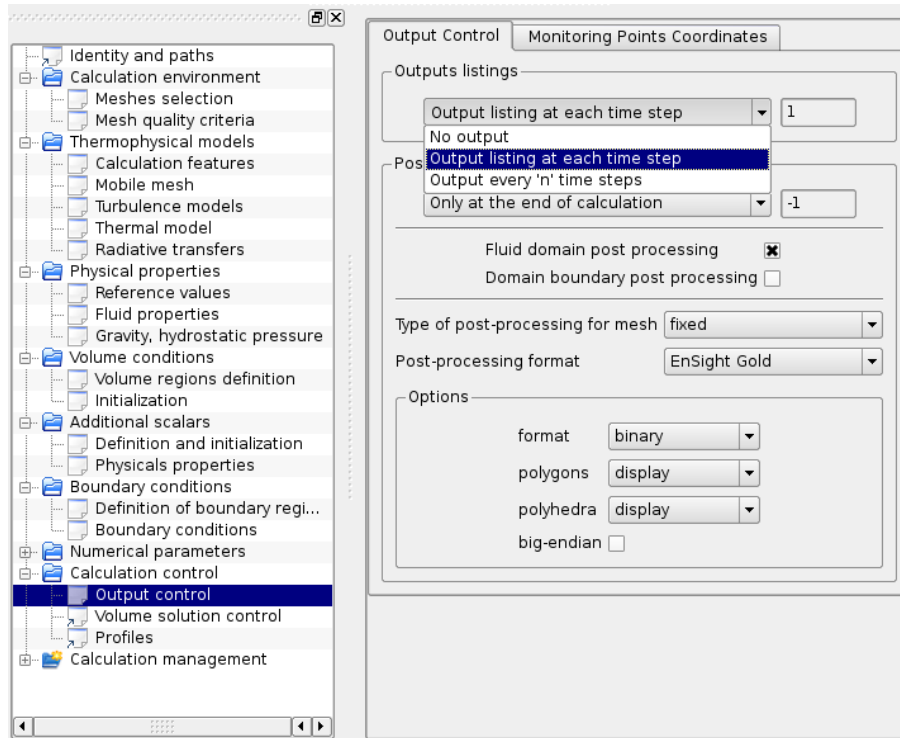 Identity and paths
Calculation environment
Meshes selection
Mesh quality criteria
Thermophysical models
Calculation features
Mobile mesh
Turbulence models
Thermal model
Radiative transfers
Physical properties
Reference values
Fluid properties
Gravity, hydrostatic pressure
Volume conditions
Volume regions definition
Initialization
Additional scalars
Definition and initialization
Physicals properties
Boundary conditions
Definition of boundary regi...
Boundary conditions
Numerical parameters
Calculation control
Output control
Volume solution control
Profiles
Calculation management
Output Control Monitoring Points Coordinates
Outputs listings
Output listing at each time step 1
No output
Output listing at each time step
Output every 'n' time steps
Pos
Only at the end of calculation -1
Fluid domain post processing
Domain boundary post processing
Type of post-processing for mesh fixed
Post-processing format EnSight Gold
Options
format binary
polygons display
polyhedra display
big-endian